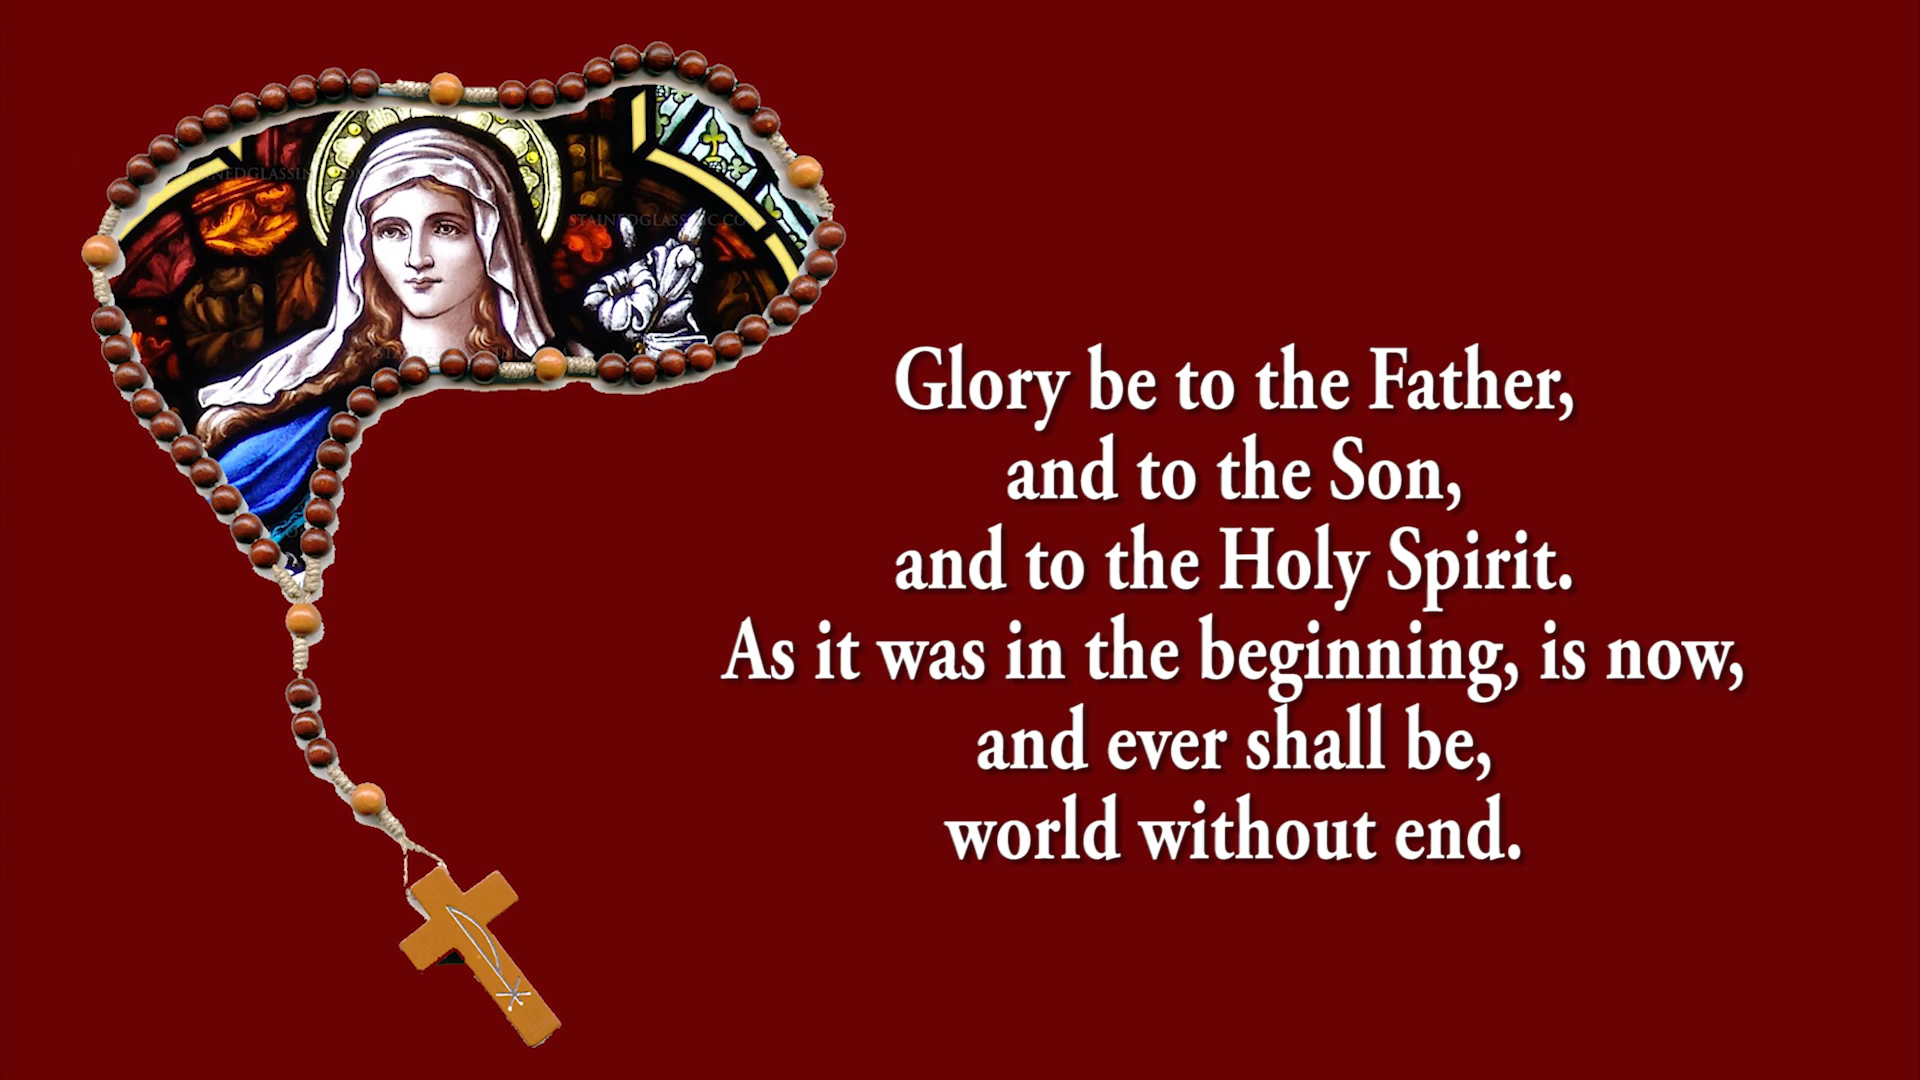 Glory be to the Father,
and to the Son,
and to the Holy Spirit.
As it was in the beginning, is now,
and ever shall be,
world without end.